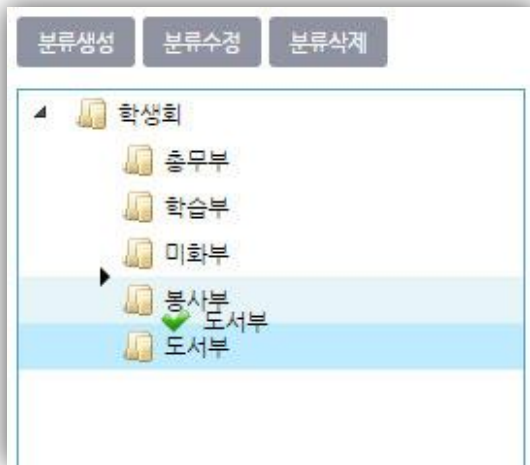 분류생성 분류수정 분류삭제
학생회
총무부
학습부
미화부
봉사부
도서부
도서부